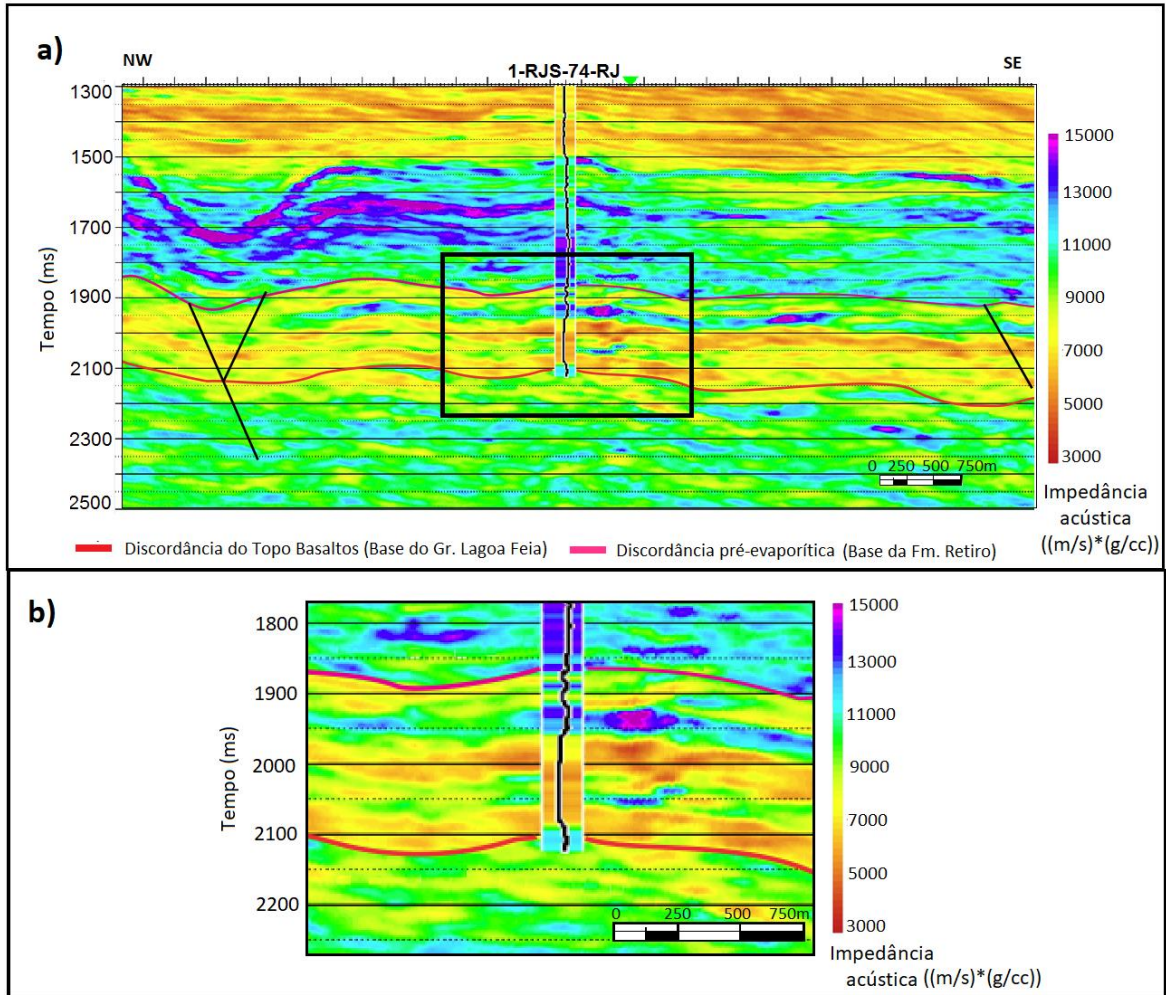 a)
NW
1-RJS-74-RJ
SE
1300
1500
1700
1900
2100
2300
2500
Tempo (ms)
15000
13000
11000
9000
7000
5000
3000
0 250 500 750m
Impedância
acústica
((m/s)*(g/cc))
Discordância do Topo Basaltos (Base do Gr. Lagoa Feia)
Discordância pré-evaporítica (Base da Fm. Retiro)
b)
1800
1900
2000
2100
2200
Tempo (ms)
15000
13000
11000
9000
7000
5000
3000
0 250 500 750m
Impedância
acústica ((m/s)*(g/cc))